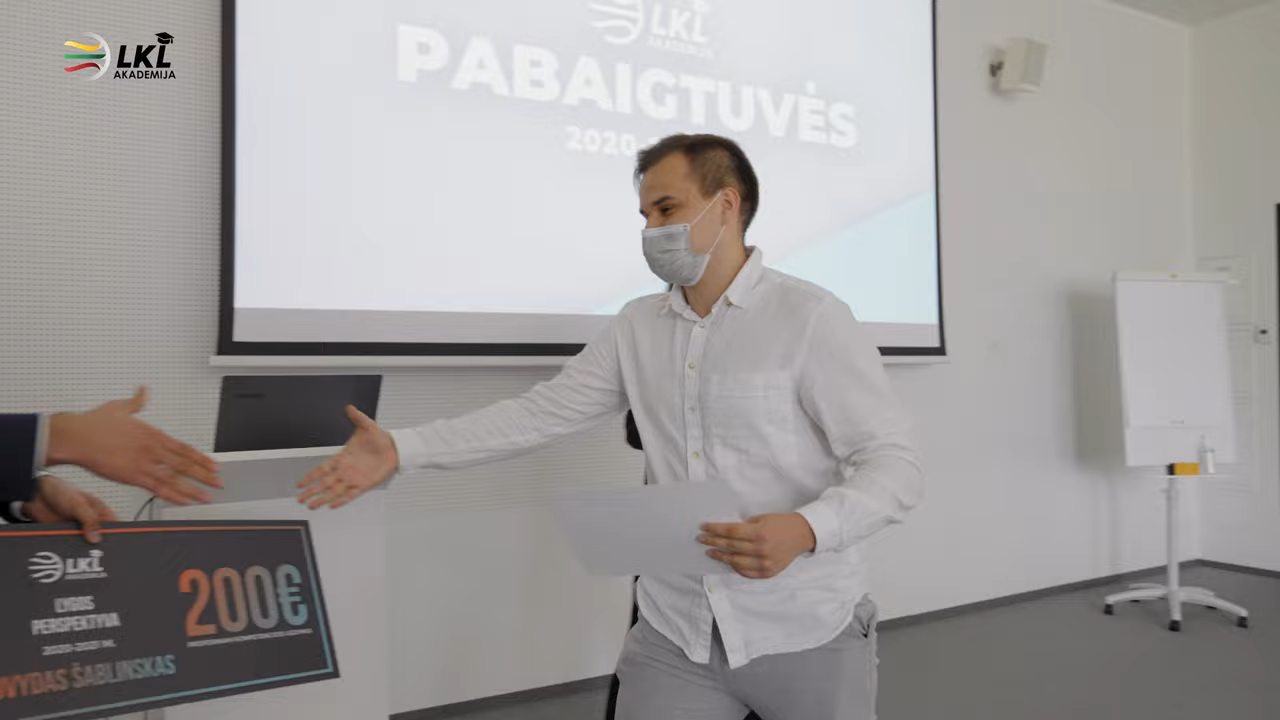 LKL
AKADEMIJA
LKL
AKADEMIJA
PABAIGTUVĖS
2020
LKL
AKADEMIJA
LYGOS
PERSPEKTYVA
2020-2021 M.
200€
VYDAS ŠABLINSKAS